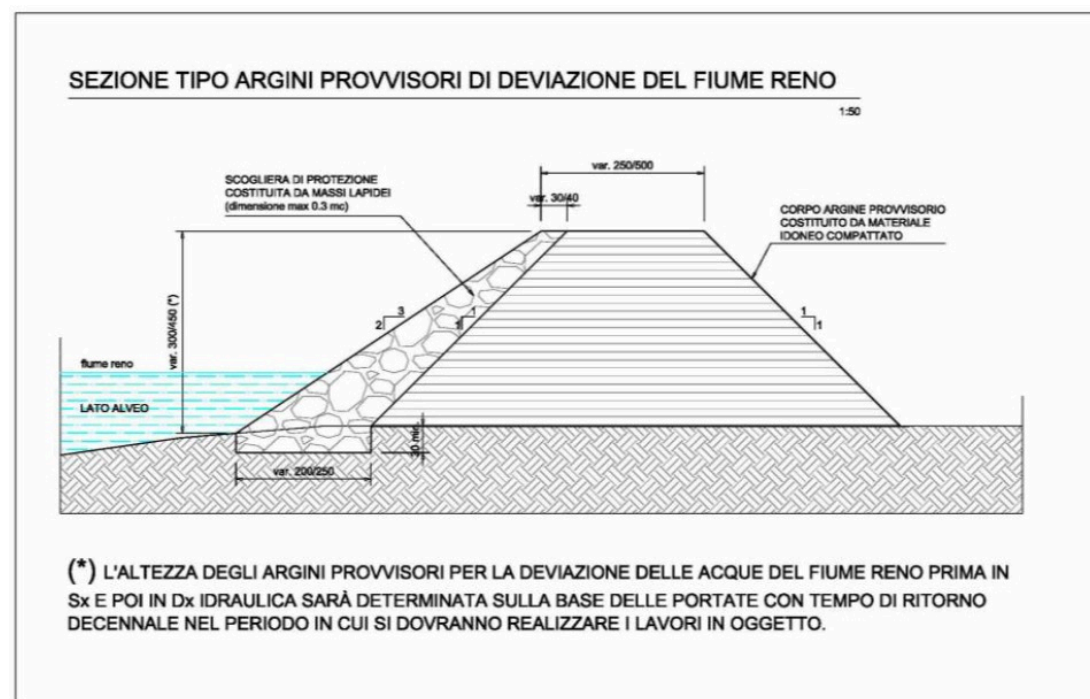 SEZIONE TIPO ARGINI PROVVISORI DI DEVIAZIONE DEL FIUME RENO
1:50
var. 250/500
SCOGLIERA DI PROTEZIONE
COSTITUITA DA MASSI LAPIDEI
(dimensione max 0.3 mc)
var. 30/40
CORPO ARGINE PROVVISORIO
COSTITUITO DA MATERIALE
IDONEO COMPATTATO
var. 300/450 (*)
3
2
1
1
1
1
fiume reno
LATO ALVEO
30 min.
var. 200/250
(*) L'ALTEZZA DEGLI ARGINI PROVVISORI PER LA DEVIAZIONE DELLE ACQUE DEL FIUME RENO PRIMA IN
Sx E POI IN Dx IDRAULICA SARÀ DETERMINATA SULLA BASE DELLE PORTATE CON TEMPO DI RITORNO
DECENNALE NEL PERIODO IN CUI SI DOVRANNO REALIZZARE I LAVORI IN OGGETTO.